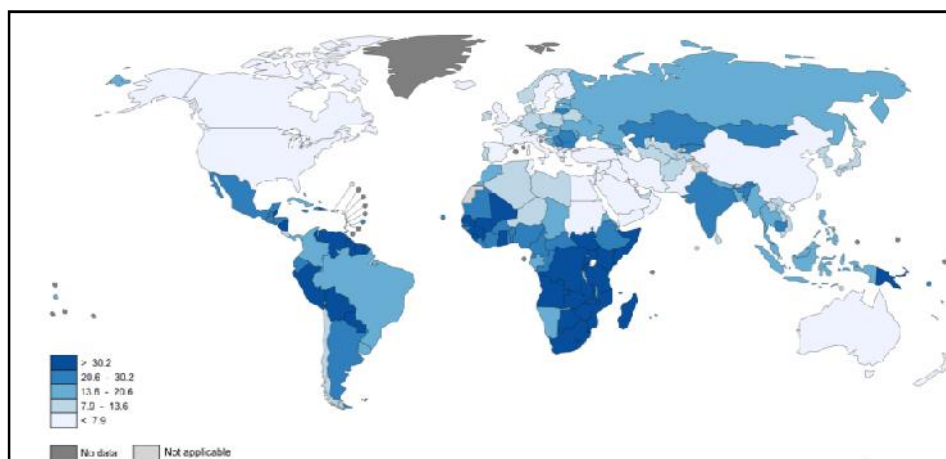 > 30.2
20.6 - 30.2
13.6 - 20.6
7.9 - 13.6
< 7.9
No data
Not applicable